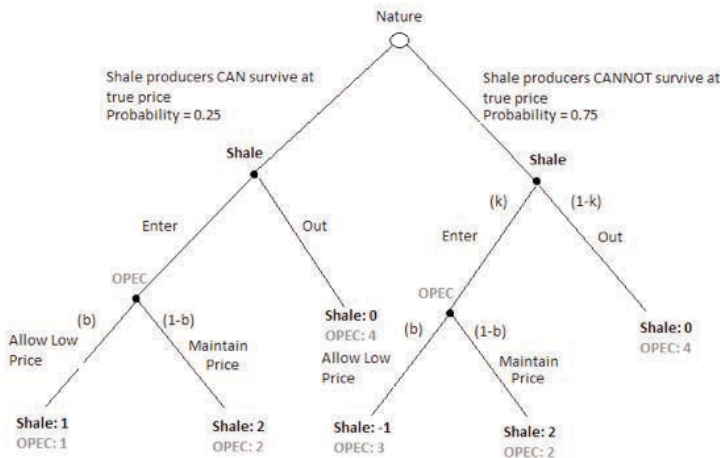 Nature
Shale producers CAN survive at
true price
Probability = 0.25
Shale producers CANNOT survive at
true price
Probability = 0.75
Shale
Shale
(k)
(1-k)
Enter
Out
Enter
Out
OPEC
OPEC
(b)
(1-b)
Allow Low
Price
Maintain
Price
Shale: 0
OPEC: 4
(b)
(1-b)
Allow Low
Price
Maintain
Price
Shale: 0
OPEC: 4
Shale: 1
OPEC: 1
Shale: 2
OPEC: 2
Shale: -1
OPEC: 3
Shale: 2
OPEC: 2